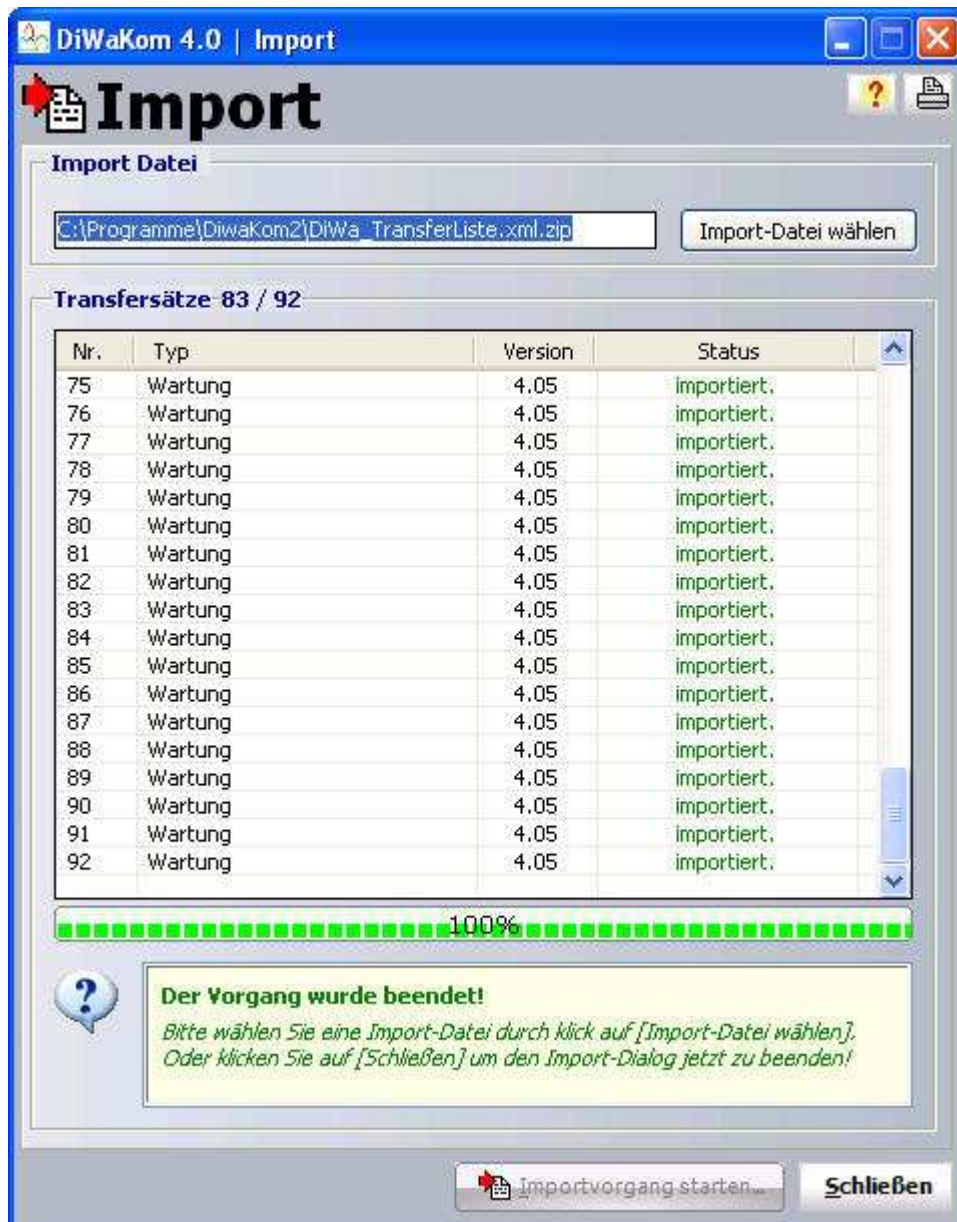 DiWaKom 4.0 | Import
Import
Import Datei
C:\Programme\DiwaKom2\DiWa_TransferListe.xml.zip
Import-Datei wählen
Transfersätze 83 / 92
Nr. Typ Version Status
75 Wartung 4.05 importiert.
76 Wartung 4.05 importiert.
77 Wartung 4.05 importiert.
78 Wartung 4.05 importiert.
79 Wartung 4.05 importiert.
80 Wartung 4.05 importiert.
81 Wartung 4.05 importiert.
82 Wartung 4.05 importiert.
83 Wartung 4.05 importiert.
84 Wartung 4.05 importiert.
85 Wartung 4.05 importiert.
86 Wartung 4.05 importiert.
87 Wartung 4.05 importiert.
88 Wartung 4.05 importiert.
89 Wartung 4.05 importiert.
90 Wartung 4.05 importiert.
91 Wartung 4.05 importiert.
92 Wartung 4.05 importiert.
100%
Der Vorgang wurde beendet!
Bitte wählen Sie eine Import-Datei durch klick auf [Import-Datei wählen].
Oder klicken Sie auf [Schließen] um den Import-Dialog jetzt zu beenden!
Importvorgang starten...
Schließen